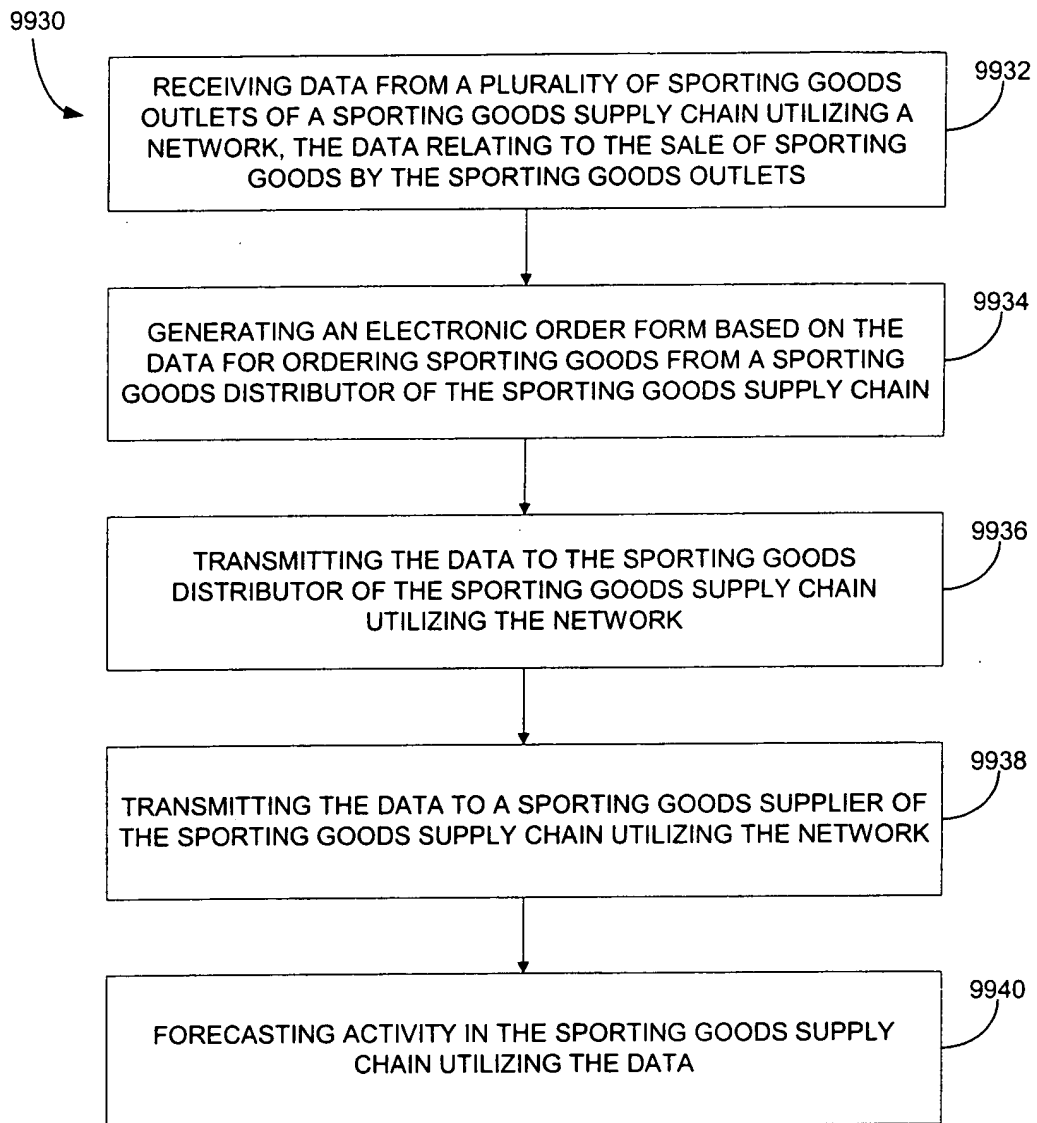 9930
9932
RECEIVING DATA FROM A PLURALITY OF SPORTING GOODS
OUTLETS OF A SPORTING GOODS SUPPLY CHAIN UTILIZING A
NETWORK, THE DATA RELATING TO THE SALE OF SPORTING
GOODS BY THE SPORTING GOODS OUTLETS
9934
GENERATING AN ELECTRONIC ORDER FORM BASED ON THE
DATA FOR ORDERING SPORTING GOODS FROM A SPORTING
GOODS DISTRIBUTOR OF THE SPORTING GOODS SUPPLY CHAIN
9936
TRANSMITTING THE DATA TO THE SPORTING GOODS
DISTRIBUTOR OF THE SPORTING GOODS SUPPLY CHAIN
UTILIZING THE NETWORK
9938
TRANSMITTING THE DATA TO A SPORTING GOODS SUPPLIER OF
THE SPORTING GOODS SUPPLY CHAIN UTILIZING THE NETWORK
9940
FORECASTING ACTIVITY IN THE SPORTING GOODS SUPPLY
CHAIN UTILIZING THE DATA